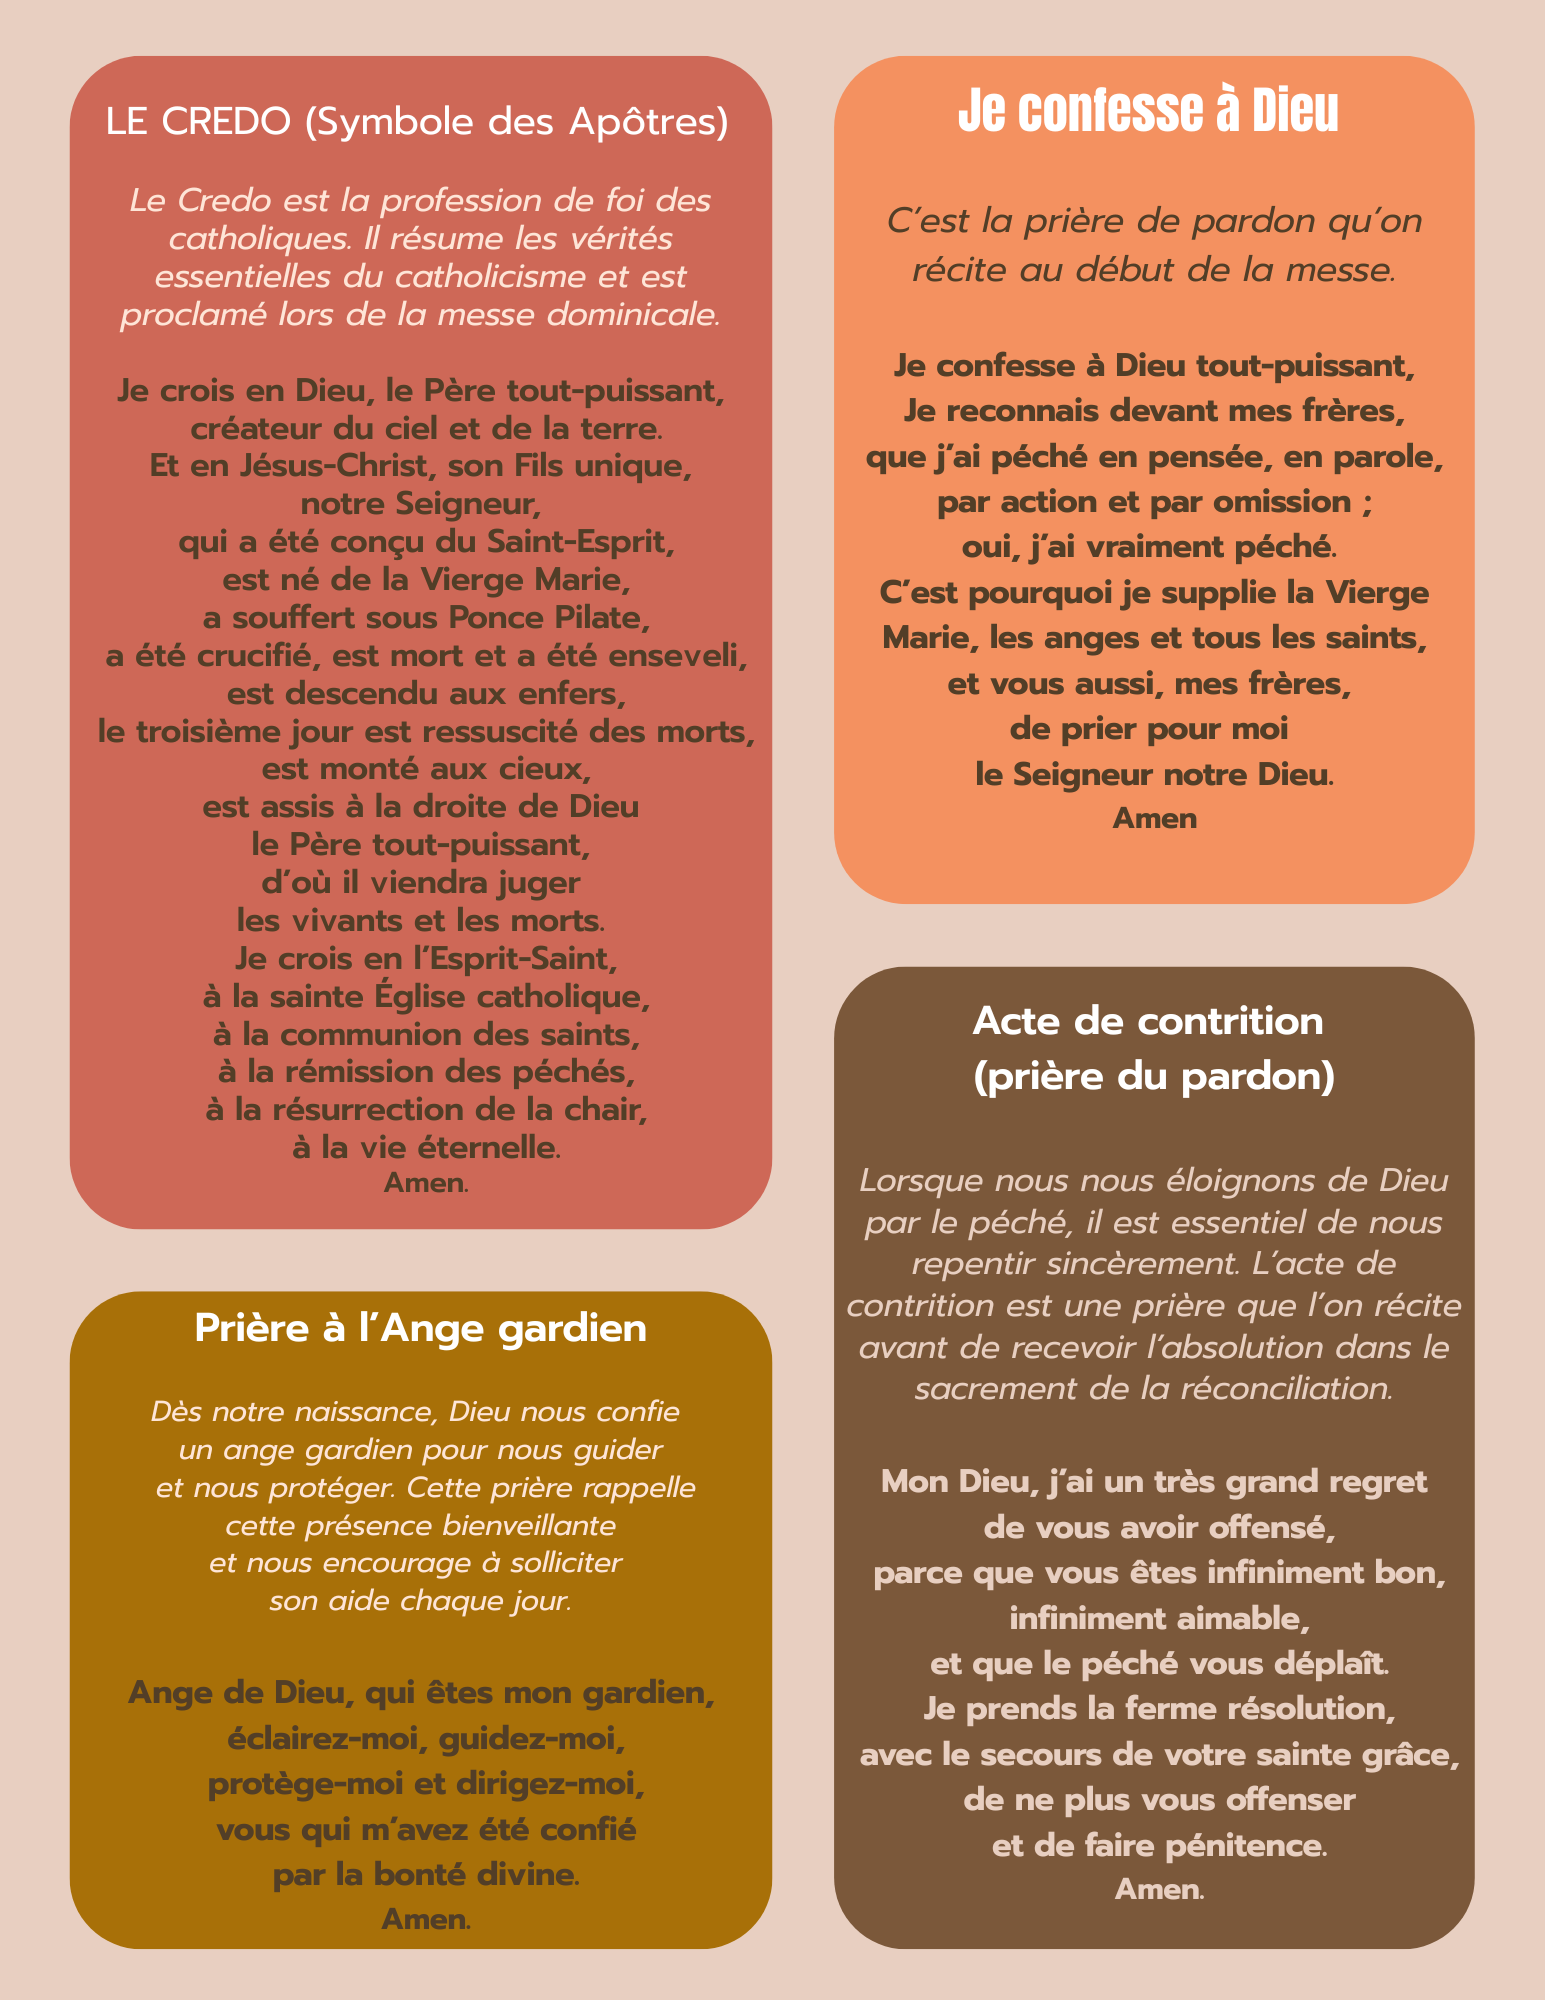 LE CREDO (Symbole des Apôtres)
Le Credo est la profession de foi des
catholiques. Il résume les vérités
essentielles du catholicisme et est
proclamé lors de la messe dominicale.
Je crois en Dieu, le Père tout-puissant,
créateur du ciel et de la terre.
Et en Jésus-Christ, son Fils unique,
notre Seigneur,
qui a été conçu du Saint-Esprit,
est né de la Vierge Marie,
a souffert sous Ponce Pilate,
a été crucifié, est mort et a été enseveli,
est descendu aux enfers,
le troisième jour est ressuscité des morts,
est monté aux cieux,
est assis à la droite de Dieu
le Père tout-puissant,
d’où il viendra juger
les vivants et les morts.
Je crois en l’Esprit-Saint,
à la sainte Église catholique,
à la communion des saints,
à la rémission des péchés,
à la résurrection de la chair,
à la vie éternelle.
Amen.
Prière à l’Ange gardien
Dès notre naissance, Dieu nous confie
un ange gardien pour nous guider
et nous protéger. Cette prière rappelle
cette présence bienveillante
et nous encourage à solliciter
son aide chaque jour.
Ange de Dieu, qui êtes mon gardien,
éclairez-moi, guidez-moi,
protège-moi et dirigez-moi,
vous qui m’avez été confié
par la bonté divine.
Amen.
Je confesse à Dieu
C’est la prière de pardon qu’on
récite au début de la messe.
Je confesse à Dieu tout-puissant,
Je reconnais devant mes frères,
que j’ai péché en pensée, en parole,
par action et par omission ;
oui, j’ai vraiment péché.
C’est pourquoi je supplie la Vierge
Marie, les anges et tous les saints,
et vous aussi, mes frères,
de prier pour moi
le Seigneur notre Dieu.
Amen
Acte de contrition
(prière du pardon)
Lorsque nous nous éloignons de Dieu
par le péché, il est essentiel de nous
repentir sincèrement. L’acte de
contrition est une prière que l’on récite
avant de recevoir l’absolution dans le
sacrement de la réconciliation.
Mon Dieu, j’ai un très grand regret
de vous avoir offensé,
parce que vous êtes infiniment bon,
infiniment aimable,
et que le péché vous déplaît.
Je prends la ferme résolution,
avec le secours de votre sainte grâce,
de ne plus vous offenser
et de faire pénitence.
Amen.